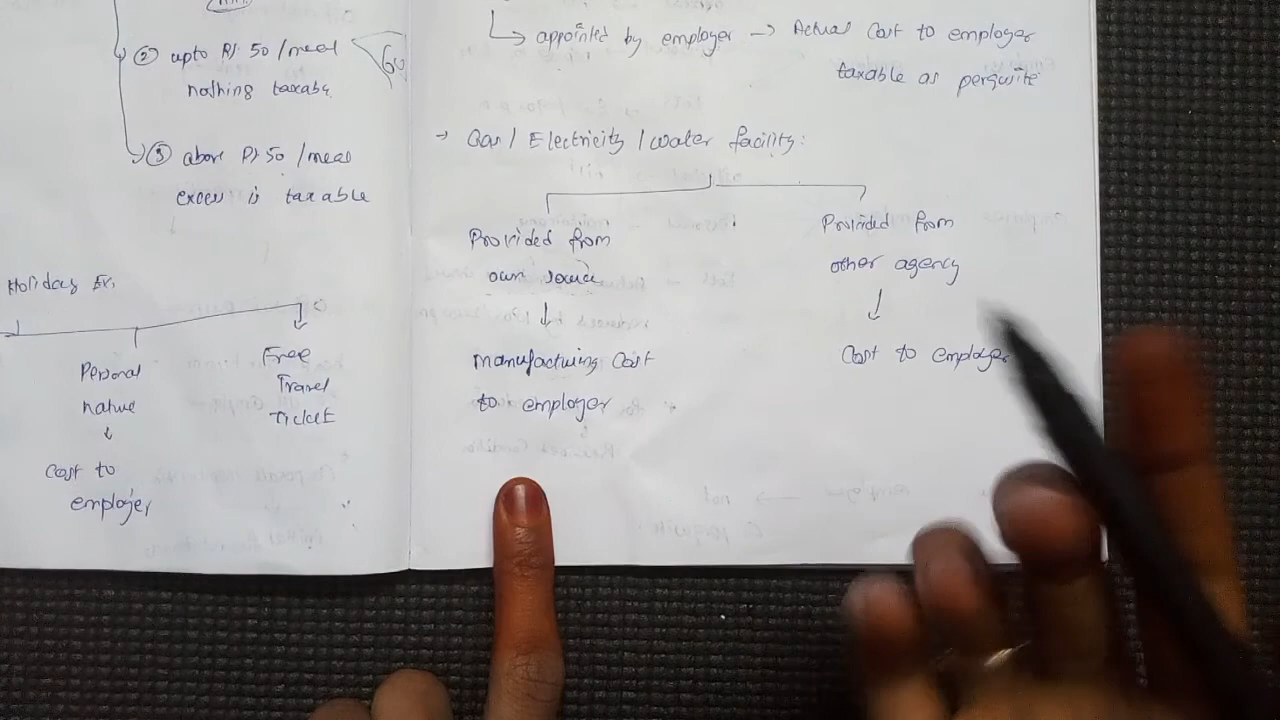 ② upto Rs 50/meal
nothing taxable
③ above Rs 50/meal
excess is taxable
Holiday Ex.
Personal
nature
Cost to
employer
Free
Travel
Ticket
appointed by employer → Actual Cost to employer
taxable as perquisite
→ Gas / Electricity / water facility:
Provided from
own source
manufacturing Cost
to employer
Provided from
other agency
Cost to employer